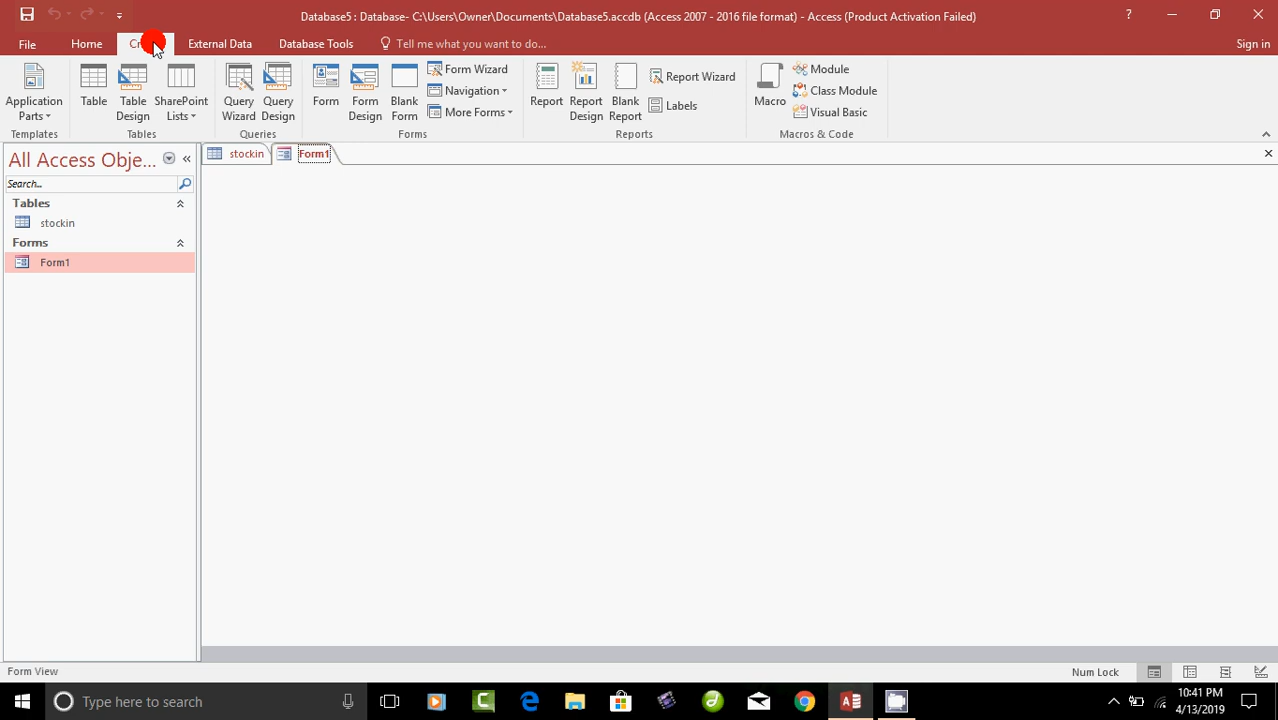 Database5 : Database- C:\Users\Owner\Documents\Database5.accdb (Access 2007 - 2016 file format) - Access (Product Activation Failed)
?
File Home External Data Database Tools Tell me what you want to do... Sign in
Application Parts
Table
Table Design
SharePoint Lists
Query Wizard
Query Design
Form
Form Design
Blank Form
Form Wizard
Navigation
More Forms
Report
Report Design
Blank Report
Report Wizard
Labels
Macro
Module
Class Module
Visual Basic
Templates Tables Queries Forms Reports Macros & Code
All Access Obje...
stockin Form1
Search...
Tables
stockin
Forms
Form1
Form View
Num Lock
Type here to search
10:41 PM
4/13/2019